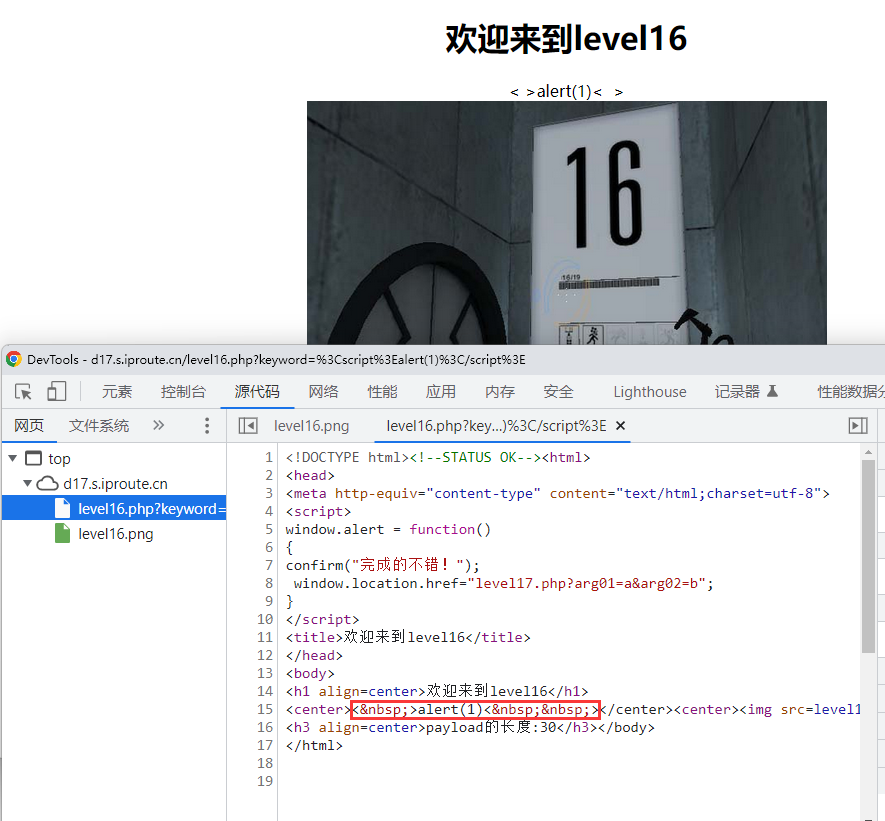 欢迎来到level16
< >alert(1)<  >
16
16/19
DevTools - d17.s.iproute.cn/level16.php?keyword=%3Cscript%3Ealert(1)%3C/script%3E
元素 控制台 源代码 网络 性能 应用 内存 安全 Lighthouse 记录器 性能数据分
网页 文件系统 » level16.png level16.php?key...)%3C/script%3E ×
top
d17.s.iproute.cn
level16.php?keyword=
level16.png
1 <!DOCTYPE html><!--STATUS OK--><html>
2 <head>
3 <meta http-equiv="content-type" content="text/html;charset=utf-8">
4 <script>
5 window.alert = function()
6 {
7 confirm("完成的不错！");
8  window.location.href="level17.php?arg01=a&arg02=b";
9 }
10 </script>
11 <title>欢迎来到level16</title>
12 </head>
13 <body>
14 <h1 align=center>欢迎来到level16</h1>
15 <center><&nbsp;>alert(1)<&nbsp;&nbsp;></center><center><img src=level1
16 <h3 align=center>payload的长度:30</h3></body>
17 </html>
18
19